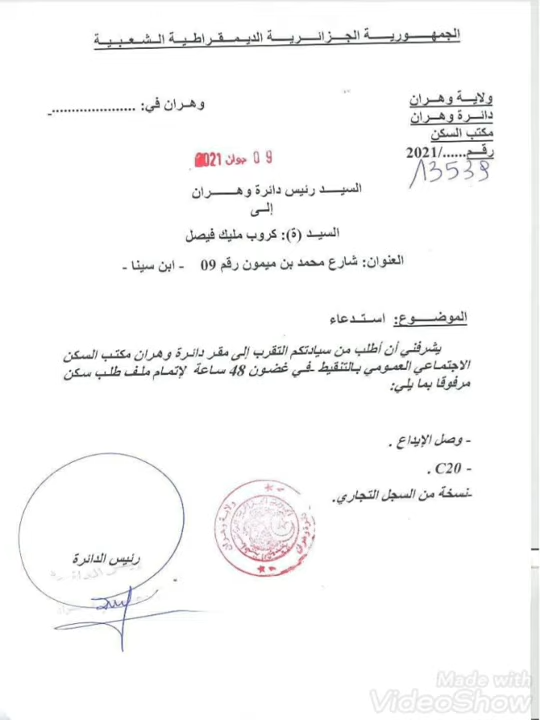 الجمهورية الجزائرية الديمقراطية الشعبية
ولاية وهران
وهران في: .....................
دائرة وهران
مكتب السكن
رقم....../2021
13539
09 جوان 2021
السيد رئيس دائرة وهران
إلى
السيد (ة): كروب مليك فيصل
العنوان: شارع محمد بن ميمون رقم 09 - ابن سينا -
الموضوع: استدعاء
يشرفني أن أطلب من سيادتكم التقرب إلى مقر دائرة وهران مكتب السكن
الاجتماعي العمومي بالتنقيط -في غضون 48 ساعة لإتمام ملف طلب سكن
مرفوقا بما يلي:
- وصل الإيداع .
- C20 .
-نسخة من السجل التجاري.
رئيس الدائرة
رئيس الدائرة
ولاية وهران
Made with
VideoShow